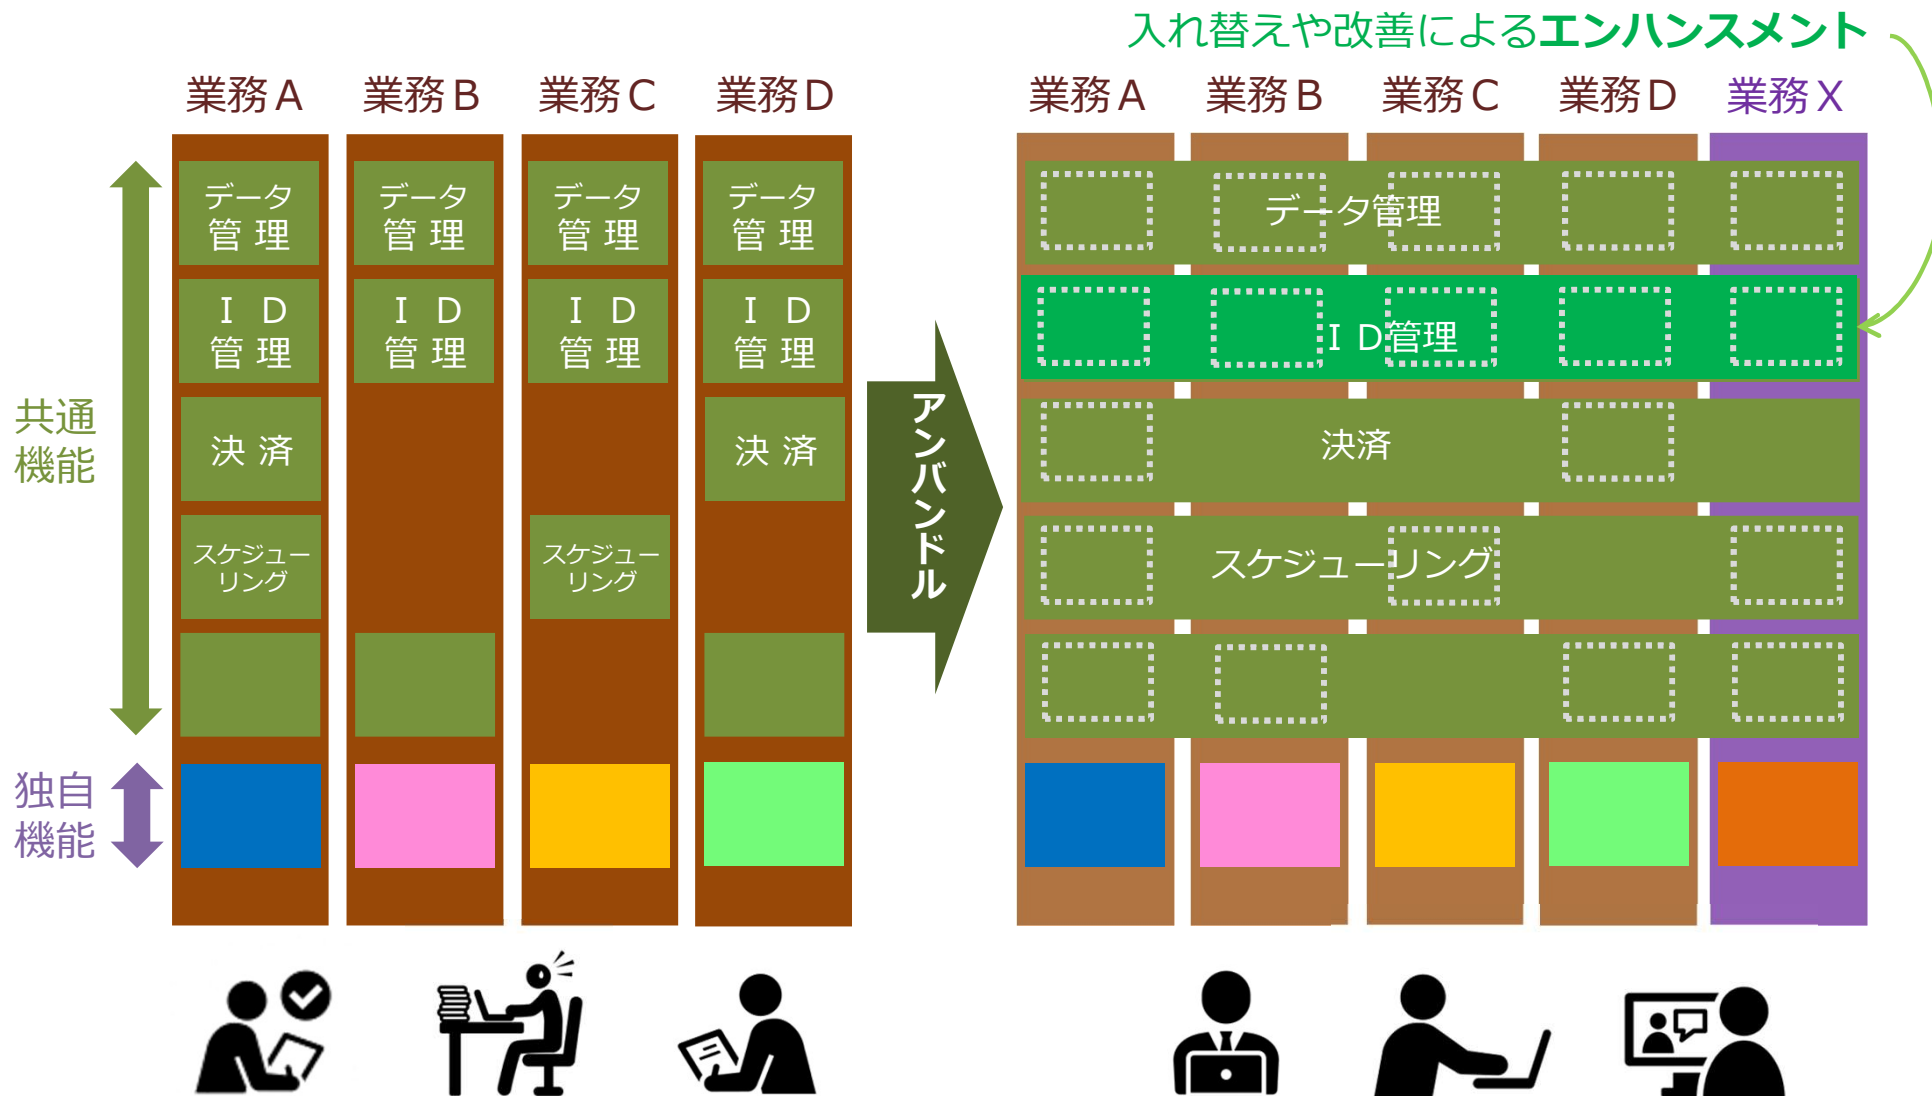 入れ替えや改善によるエンハンスメント
業務A
業務B
業務C
業務D
業務A
業務B
業務C
業務D
業務X
共通
機能
独自
機能
データ
管 理
データ
管 理
データ
管 理
データ
管 理
I D
管 理
I D
管 理
I D
管 理
I D
管 理
決 済
決 済
スケジュー
リング
スケジュー
リング
アンバンドル
データ管理
I D管理
決済
スケジューリング